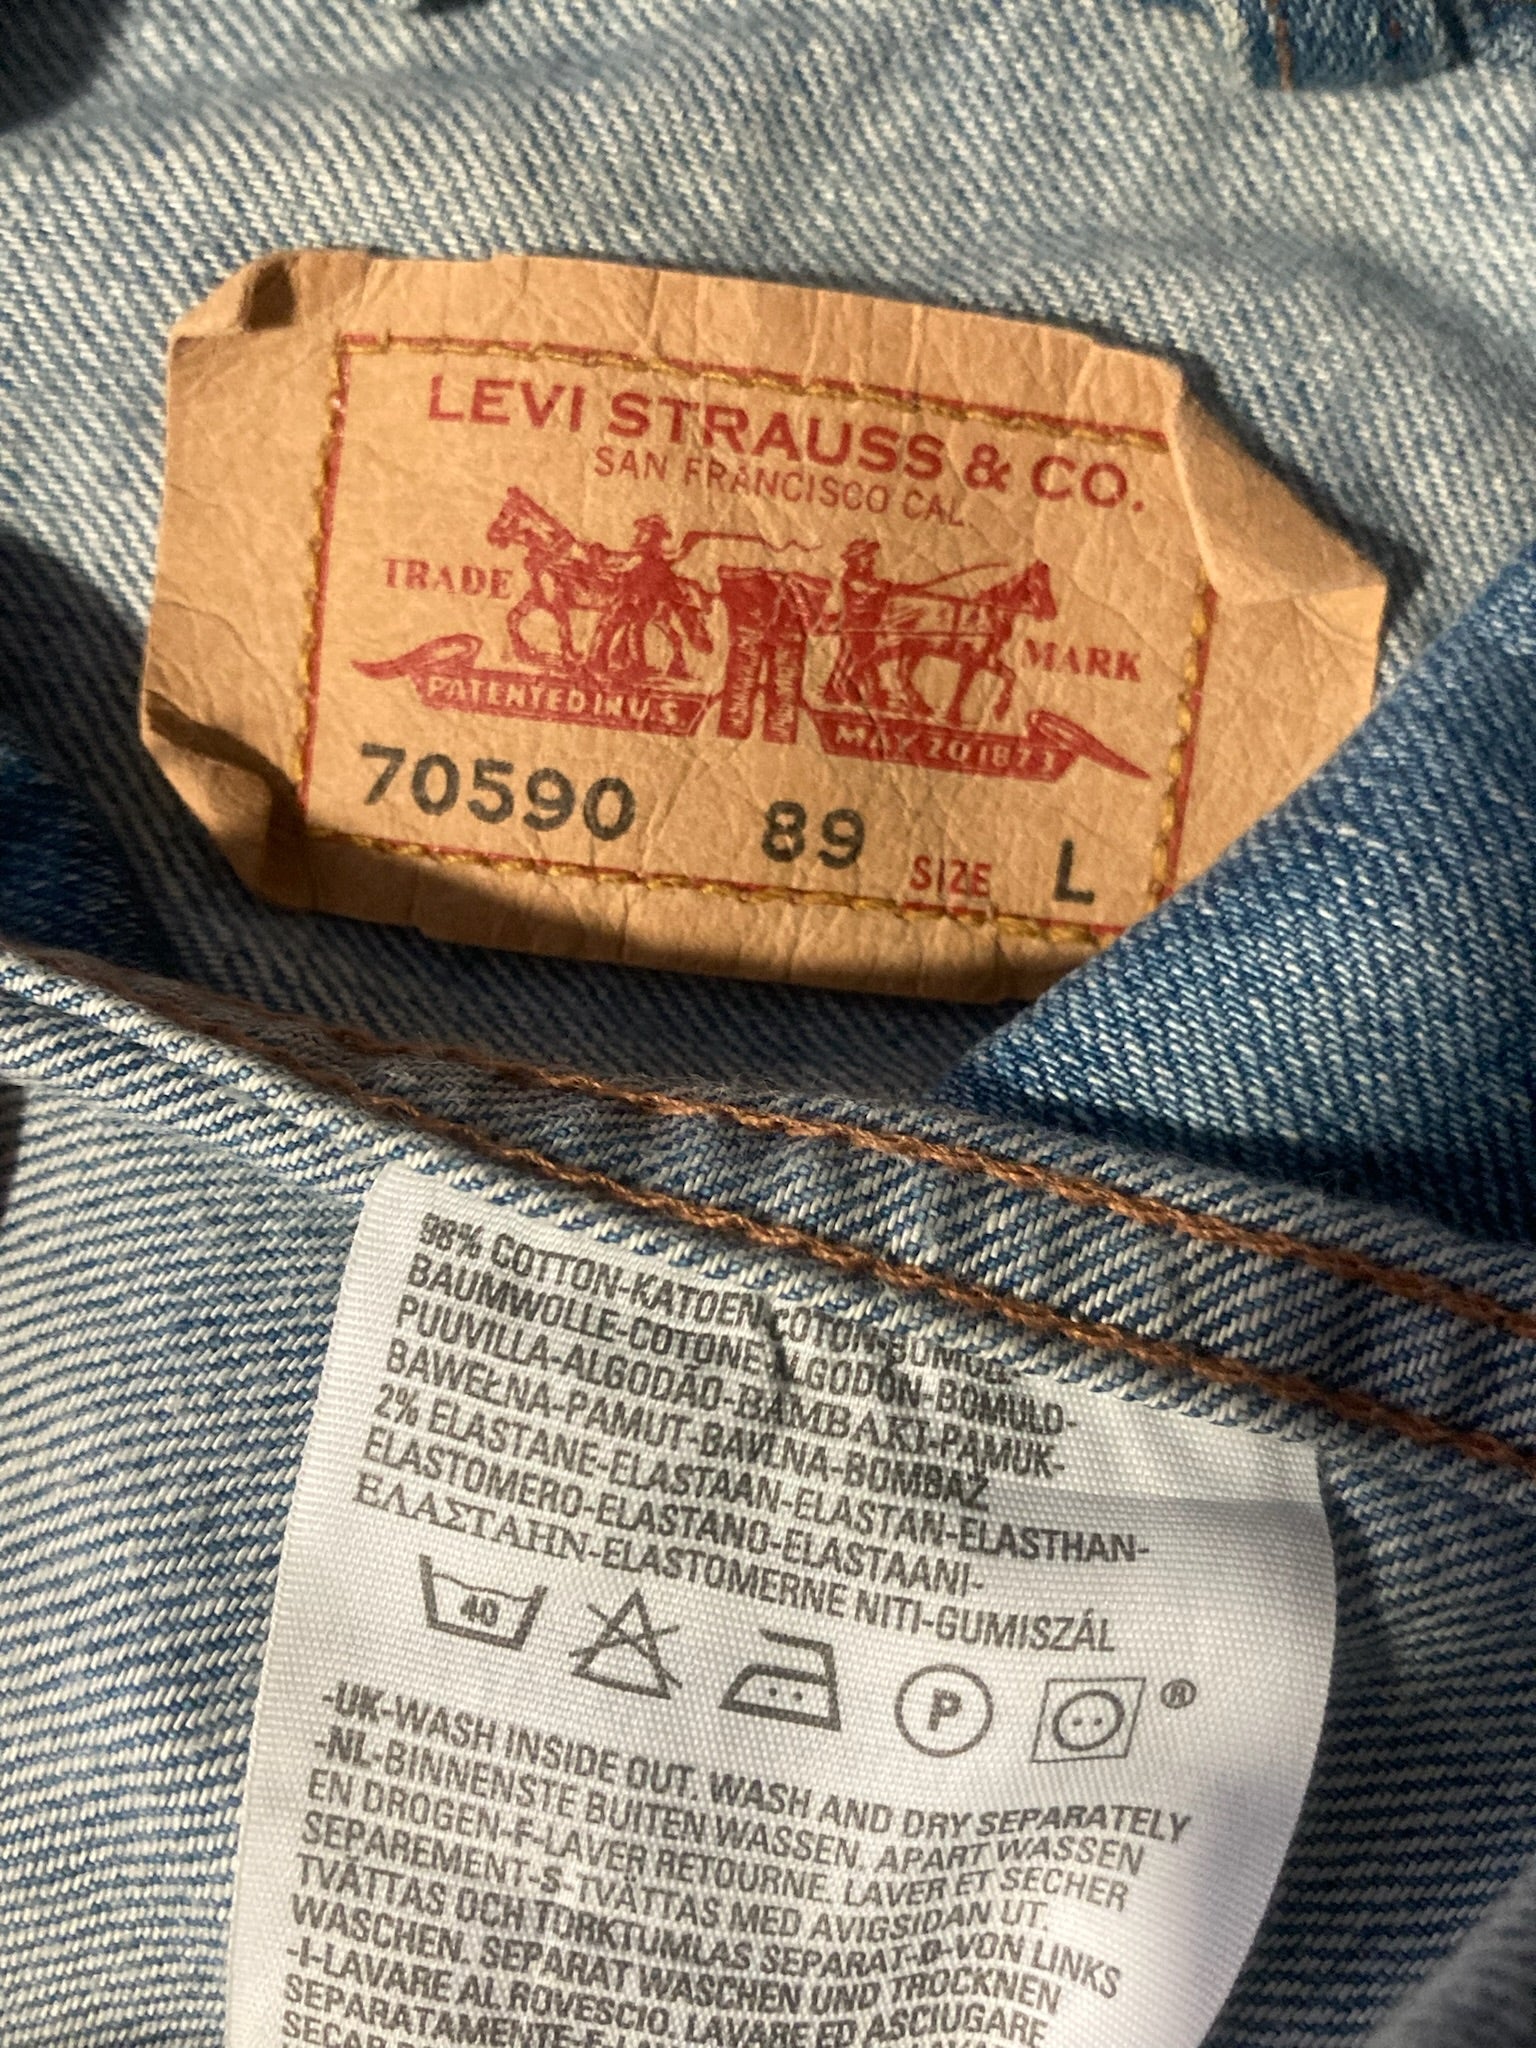 LEVI STRAUSS & CO.
SAN FRANCISCO CAL.
TRADE MARK
PATENTED IN U.S. MAY 20 1873
70590 89 SIZE L
98% COTTON-KATOEN-COTON-BOMULL-
BAUMWOLLE-COTONE-ALGODÓN-BOMULD-
PUUVILLA-ALGODÃO-BAMBAKI-PAMUK-
BAWEŁNA-PAMUT-BAVLNA-BOMBAŽ
2% ELASTANE-ELASTAAN-ELASTAN-ELASTHAN-
ELASTOMERO-ELASTANO-ELASTAANI-
ΕΛΑΣΤΑΗΝ-ELASTOMERNE NITI-GUMISZÁL
40 P ®
-UK-WASH INSIDE OUT. WASH AND DRY SEPARATELY
-NL-BINNENSTE BUITEN WASSEN. APART WASSEN
EN DROGEN-F-LAVER RETOURNE. LAVER ET SECHER
SEPAREMENT-S-TVÄTTAS MED AVIGSIDAN UT.
TVÄTTAS OCH TORKTUMLAS SEPARAT-D-VON LINKS
WASCHEN. SEPARAT WASCHEN UND TROCKNEN
-I-LAVARE AL ROVESCIO. LAVARE ED ASCIUGARE
SEPARATAMENTE-E-